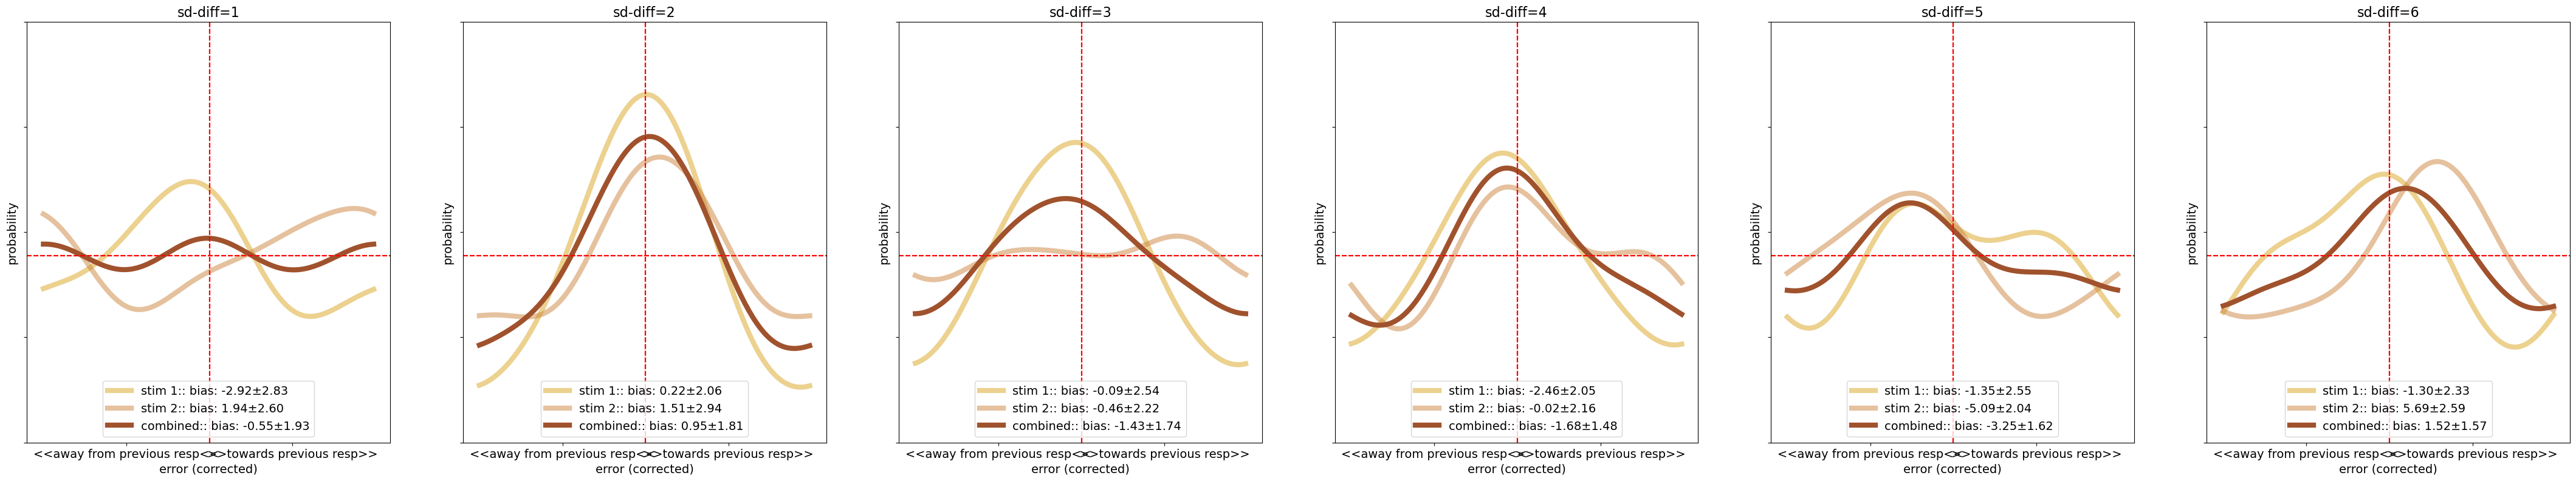 sd-diff=1
probability
stim 1:: bias: -2.92±2.83
stim 2:: bias: 1.94±2.60
combined:: bias: -0.55±1.93
<<away from previous resp<≍>towards previous resp>>
error (corrected)
sd-diff=2
probability
stim 1:: bias: 0.22±2.06
stim 2:: bias: 1.51±2.94
combined:: bias: 0.95±1.81
<<away from previous resp<≍>towards previous resp>>
error (corrected)
sd-diff=3
probability
stim 1:: bias: -0.09±2.54
stim 2:: bias: -0.46±2.22
combined:: bias: -1.43±1.74
<<away from previous resp<≍>towards previous resp>>
error (corrected)
sd-diff=4
probability
stim 1:: bias: -2.46±2.05
stim 2:: bias: -0.02±2.16
combined:: bias: -1.68±1.48
<<away from previous resp<≍>towards previous resp>>
error (corrected)
sd-diff=5
probability
stim 1:: bias: -1.35±2.55
stim 2:: bias: -5.09±2.04
combined:: bias: -3.25±1.62
<<away from previous resp<≍>towards previous resp>>
error (corrected)
sd-diff=6
probability
stim 1:: bias: -1.30±2.33
stim 2:: bias: 5.69±2.59
combined:: bias: 1.52±1.57
<<away from previous resp<≍>towards previous resp>>
error (corrected)